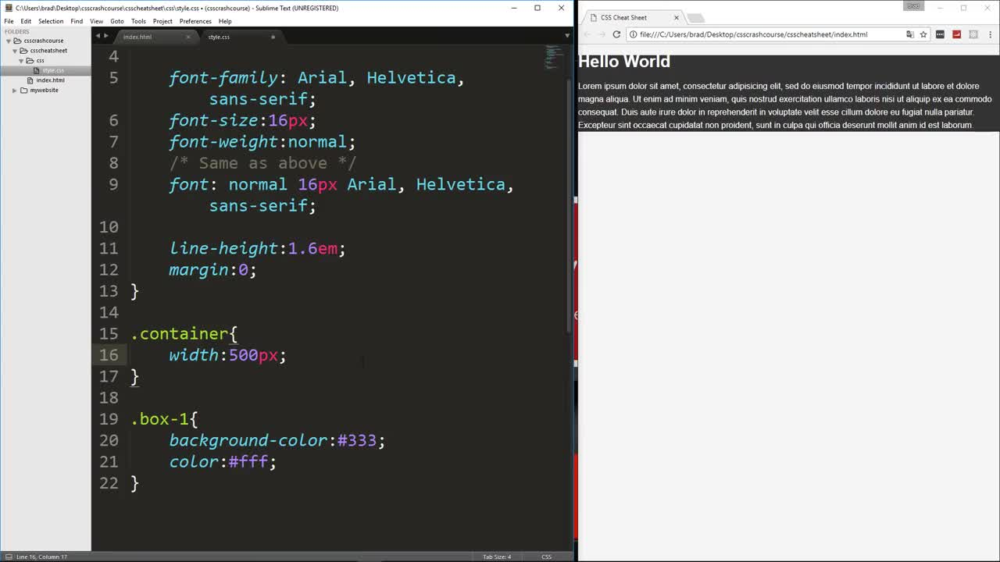 C:\Users\brad\Desktop\csscrashcourse\csscheatsheet\css\style.css • (csscrashcourse) - Sublime Text (UNREGISTERED)
File Edit Selection Find View Goto Tools Project Preferences Help
FOLDERS
csscrashcourse
csscheatsheet
css
style.css
index.html
mywebsite
index.html
style.css
4
5 font-family: Arial, Helvetica,
sans-serif;
6 font-size:16px;
7 font-weight:normal;
8 /* Same as above */
9 font: normal 16px Arial, Helvetica,
sans-serif;
10
11 line-height:1.6em;
12 margin:0;
13 }
14
15 .container{
16 width:500px;
17 }
18
19 .box-1{
20 background-color:#333;
21 color:#fff;
22 }
Line 16, Column 17
Tab Size: 4
CSS
Brad
CSS Cheat Sheet
file:///C:/Users/brad/Desktop/csscrashcourse/csscheatsheet/index.html
Hello World
Lorem ipsum dolor sit amet, consectetur adipisicing elit, sed do eiusmod tempor incididunt ut labore et dolore
magna aliqua. Ut enim ad minim veniam, quis nostrud exercitation ullamco laboris nisi ut aliquip ex ea commodo
consequat. Duis aute irure dolor in reprehenderit in voluptate velit esse cillum dolore eu fugiat nulla pariatur.
Excepteur sint occaecat cupidatat non proident, sunt in culpa qui officia deserunt mollit anim id est laborum